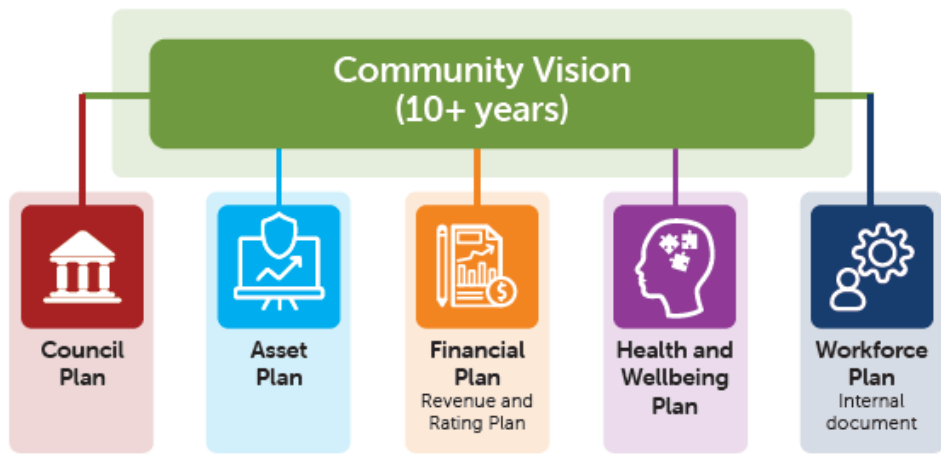 Community Vision
(10+ years)
Council
Plan
Asset
Plan
Financial
Plan
Revenue and
Rating Plan
Health and
Wellbeing
Plan
Workforce
Plan
Internal
document
$